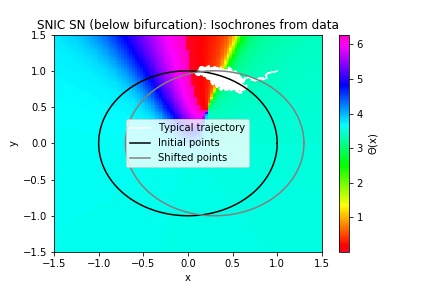 SNIC SN (below bifurcation): Isochrones from data
1.5
1.0
0.5
0.0
−0.5
−1.0
−1.5
y
−1.5
−1.0
−0.5
0.0
0.5
1.0
1.5
x
Typical trajectory
Initial points
Shifted points
6
5
4
3
2
1
Θ(x)